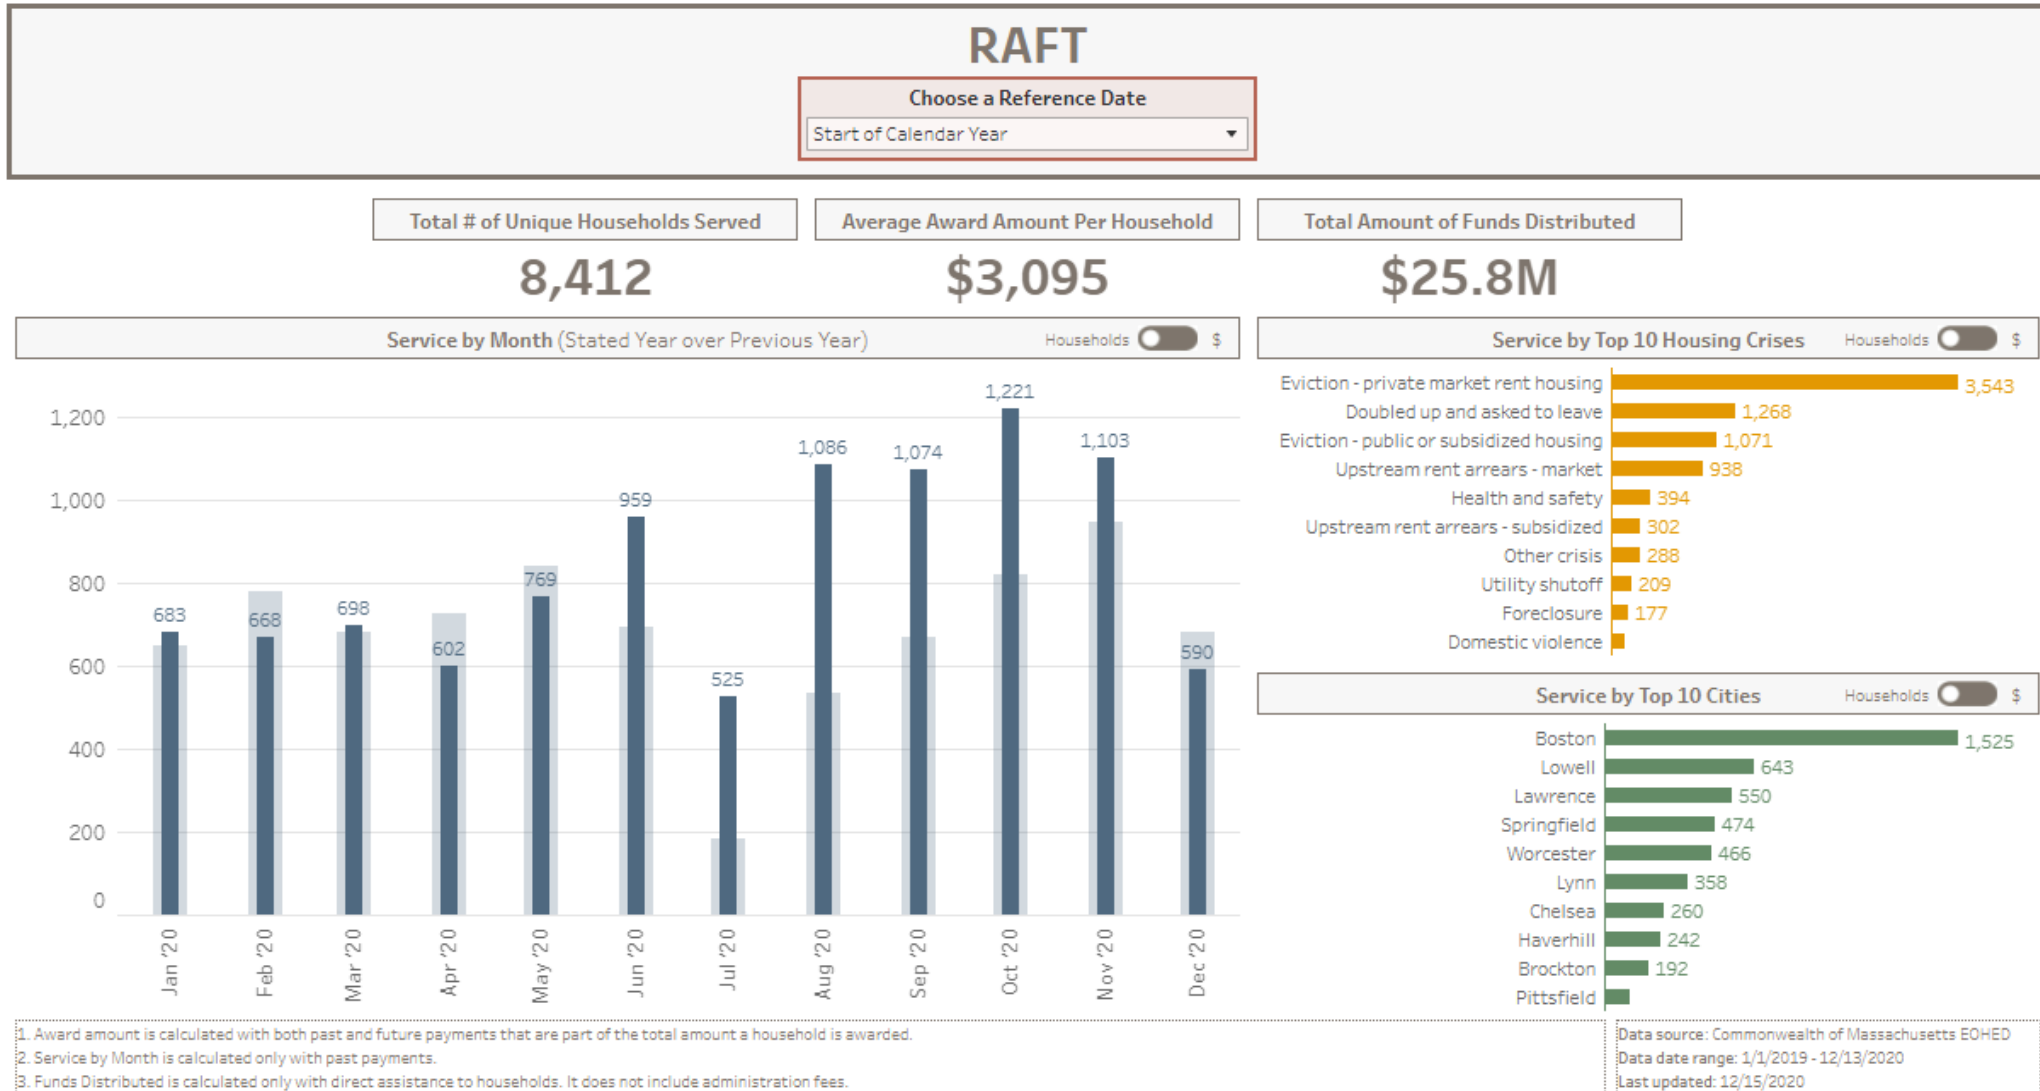 RAFT
Choose a Reference Date
Start of Calendar Year
Total # of Unique Households Served
Average Award Amount Per Household
Total Amount of Funds Distributed
8,412
$3,095
$25.8M
Service by Month (Stated Year over Previous Year)
Households $
1,200
1,000
800
600
400
200
0
683
668
698
602
769
959
525
1,086
1,074
1,221
1,103
590
Jan '20
Feb '20
Mar '20
Apr '20
May '20
Jun '20
Jul '20
Aug '20
Sep '20
Oct '20
Nov '20
Dec '20
Service by Top 10 Housing Crises
Households $
Eviction - private market rent housing 3,543
Doubled up and asked to leave 1,268
Eviction - public or subsidized housing 1,071
Upstream rent arrears - market 938
Health and safety 394
Upstream rent arrears - subsidized 302
Other crisis 288
Utility shutoff 209
Foreclosure 177
Domestic violence
Service by Top 10 Cities
Households $
Boston 1,525
Lowell 643
Lawrence 550
Springfield 474
Worcester 466
Lynn 358
Chelsea 260
Haverhill 242
Brockton 192
Pittsfield
1. Award amount is calculated with both past and future payments that are part of the total amount a household is awarded.
2. Service by Month is calculated only with past payments.
3. Funds Distributed is calculated only with direct assistance to households. It does not include administration fees.
Data source: Commonwealth of Massachusetts EOHED
Data date range: 1/1/2019 - 12/13/2020
Last updated: 12/15/2020